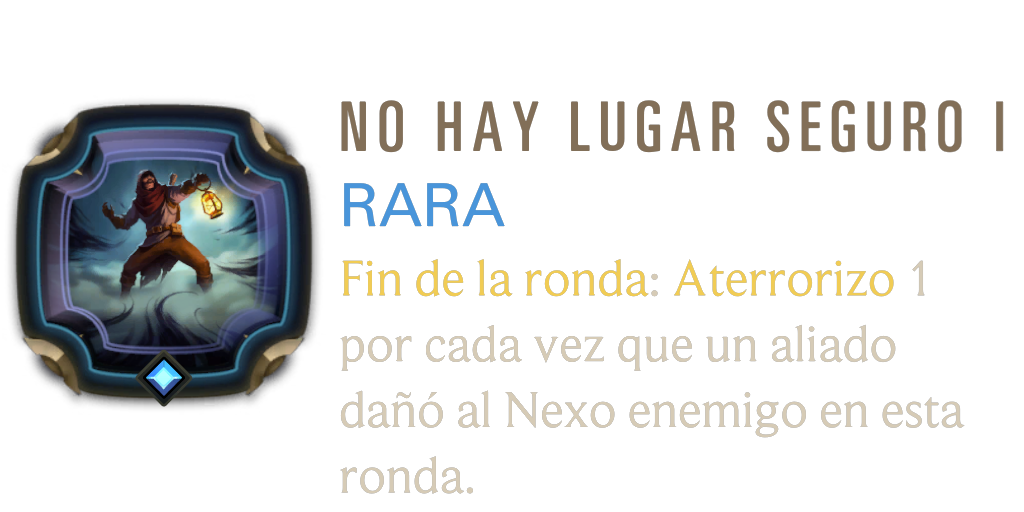 NO HAY LUGAR SEGURO I
RARA
Fin de la ronda: Aterrorizo 1
por cada vez que un aliado
dañó al Nexo enemigo en esta
ronda.